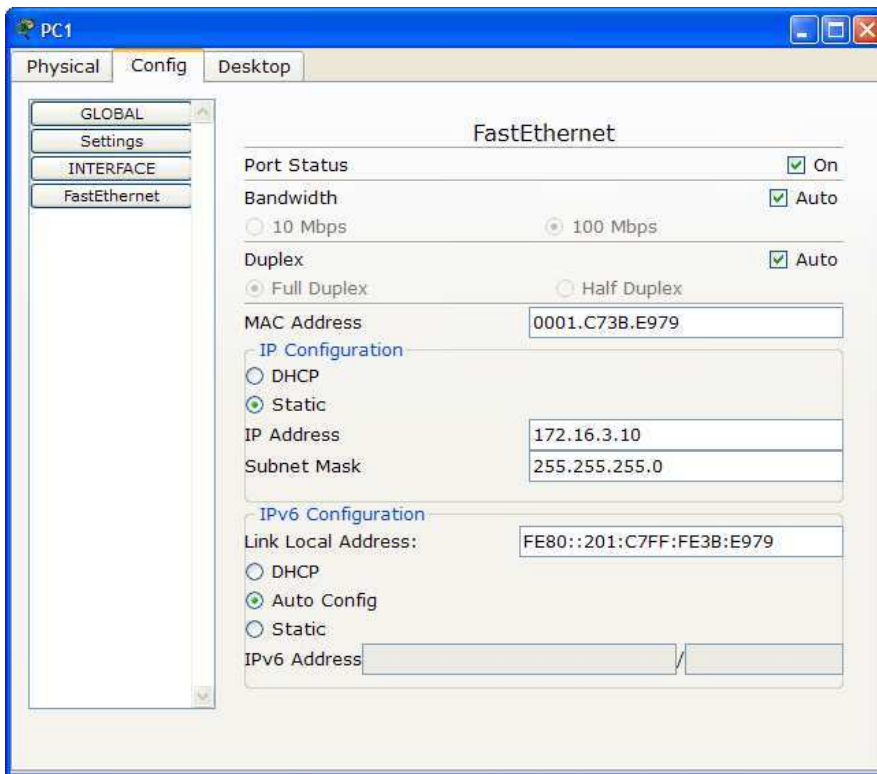 PC1
Physical Config Desktop
GLOBAL
Settings
INTERFACE
FastEthernet
FastEthernet
Port Status On
Bandwidth Auto
10 Mbps 100 Mbps
Duplex Auto
Full Duplex Half Duplex
MAC Address 0001.C73B.E979
IP Configuration
DHCP
Static
IP Address 172.16.3.10
Subnet Mask 255.255.255.0
IPv6 Configuration
Link Local Address: FE80::201:C7FF:FE3B:E979
DHCP
Auto Config
Static
IPv6 Address /